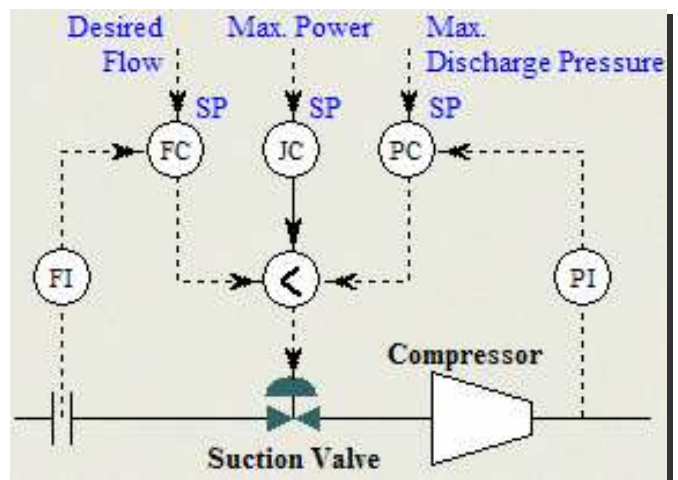 Desired
Flow
Max. Power
Max.
Discharge Pressure
SP
SP
SP
FC
JC
PC
FI
<
PI
Compressor
Suction Valve